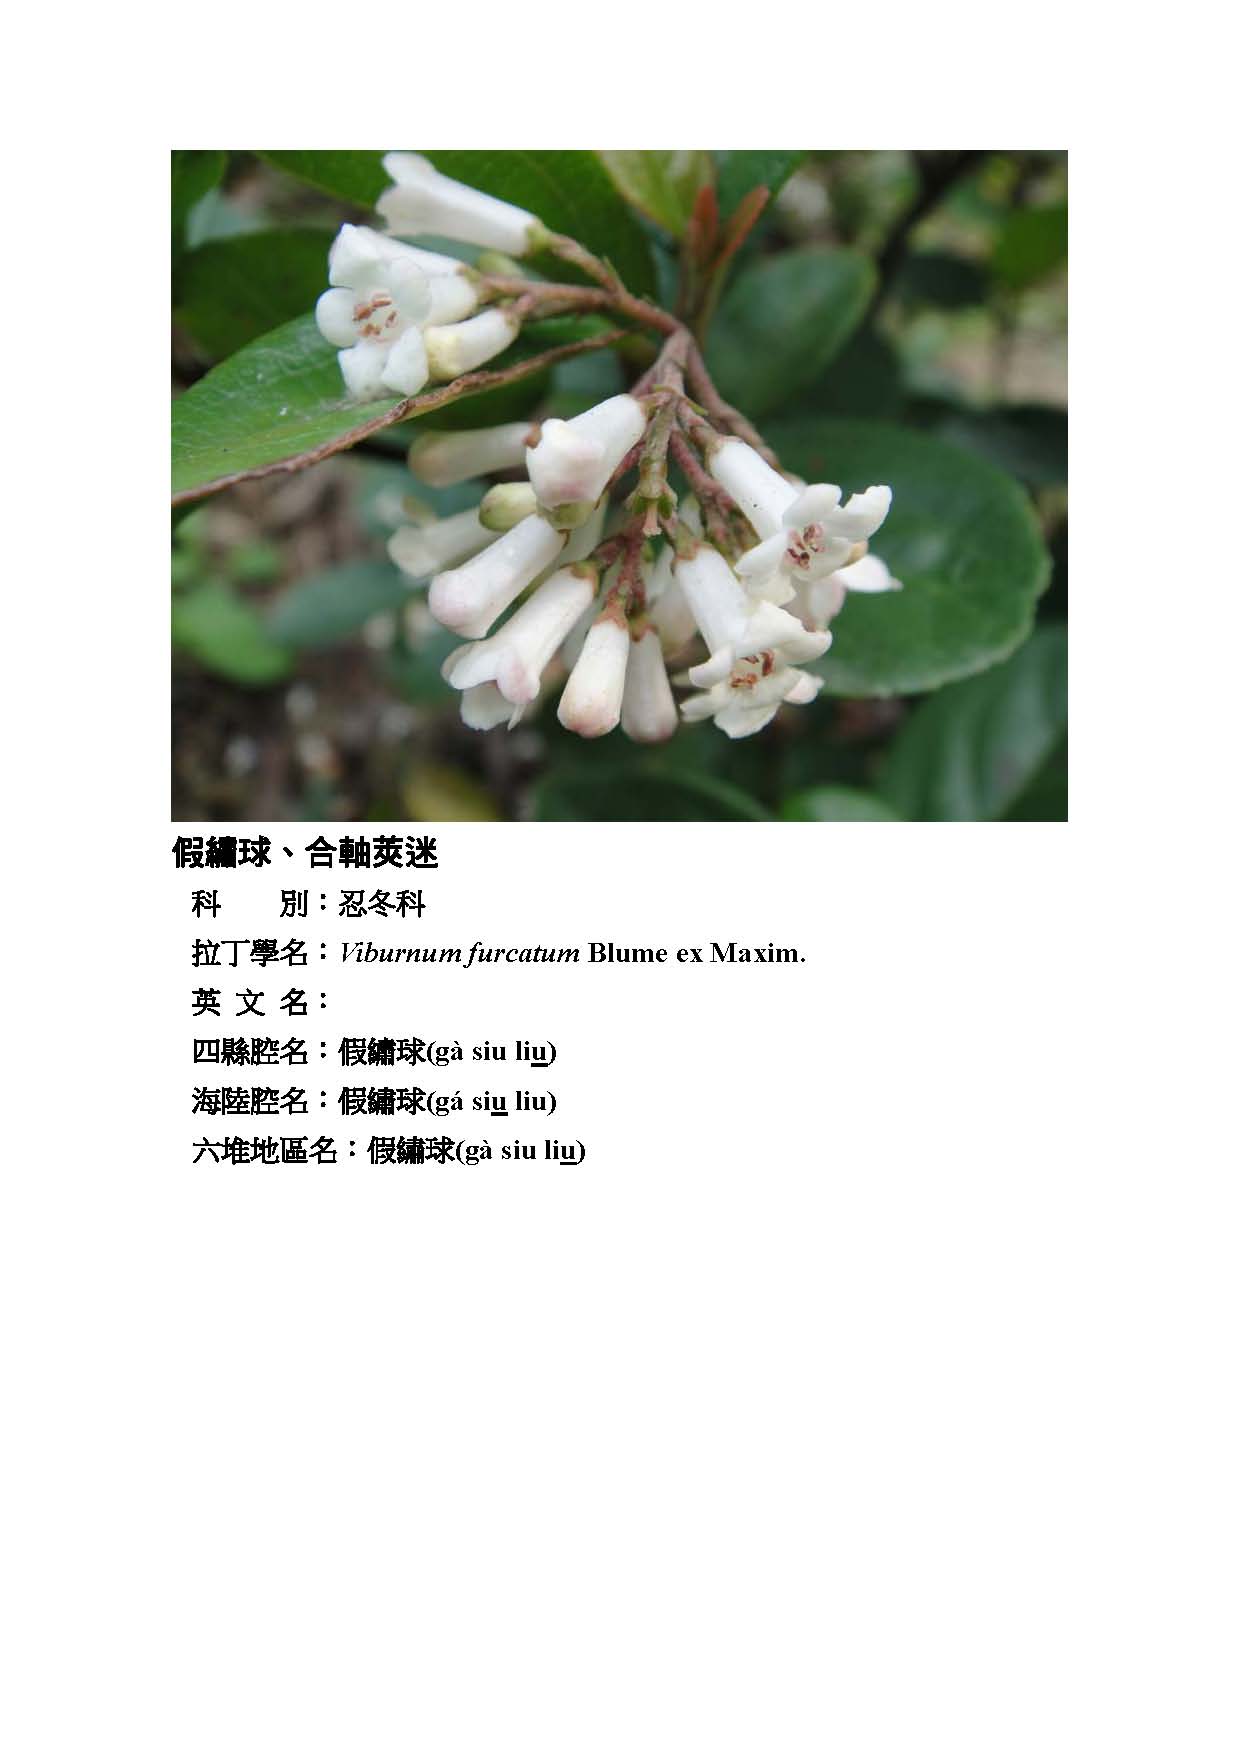 假繡球、合軸莢迷
科　　別：忍冬科
拉丁學名：Viburnum furcatum Blume ex Maxim.
英 文 名：
四縣腔名：假繡球(gà siu liu)
海陸腔名：假繡球(gá siu liu)
六堆地區名：假繡球(gà siu liu)